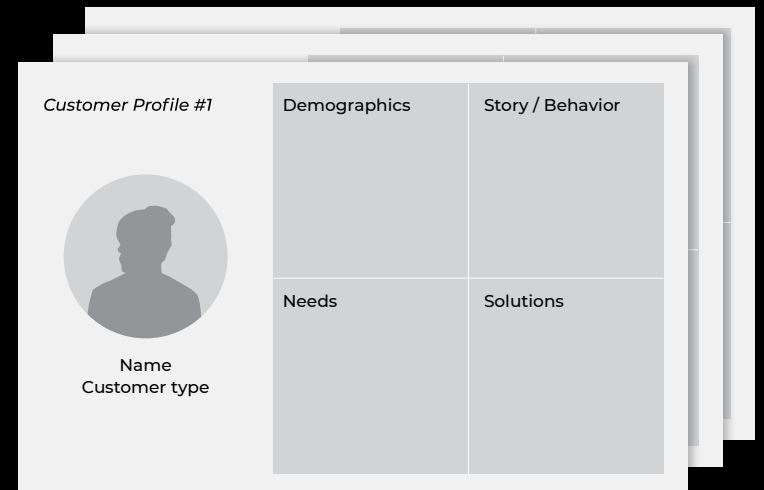 Customer Profile #1
Demographics
Story / Behavior
Name
Customer type
Needs
Solutions